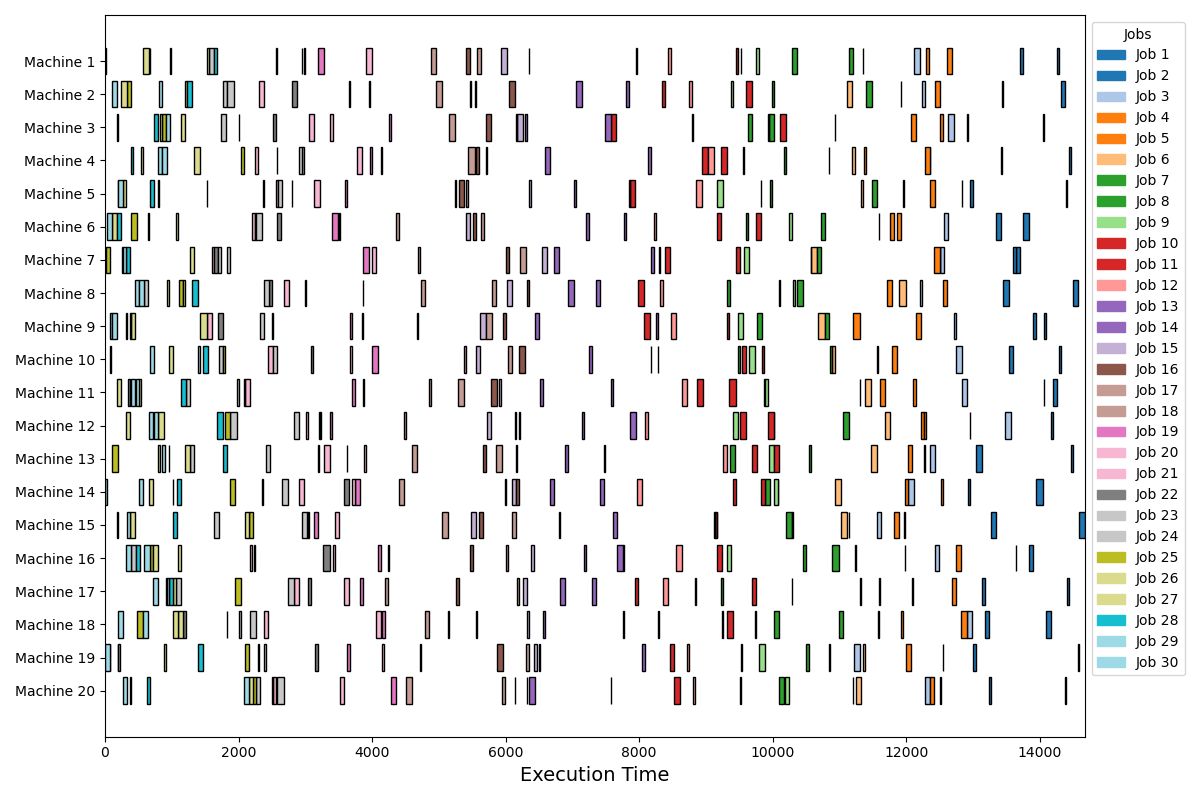 Machine 1
Machine 2
Machine 3
Machine 4
Machine 5
Machine 6
Machine 7
Machine 8
Machine 9
Machine 10
Machine 11
Machine 12
Machine 13
Machine 14
Machine 15
Machine 16
Machine 17
Machine 18
Machine 19
Machine 20
0 2000 4000 6000 8000 10000 12000 14000
Execution Time
Jobs
Job 1
Job 2
Job 3
Job 4
Job 5
Job 6
Job 7
Job 8
Job 9
Job 10
Job 11
Job 12
Job 13
Job 14
Job 15
Job 16
Job 17
Job 18
Job 19
Job 20
Job 21
Job 22
Job 23
Job 24
Job 25
Job 26
Job 27
Job 28
Job 29
Job 30